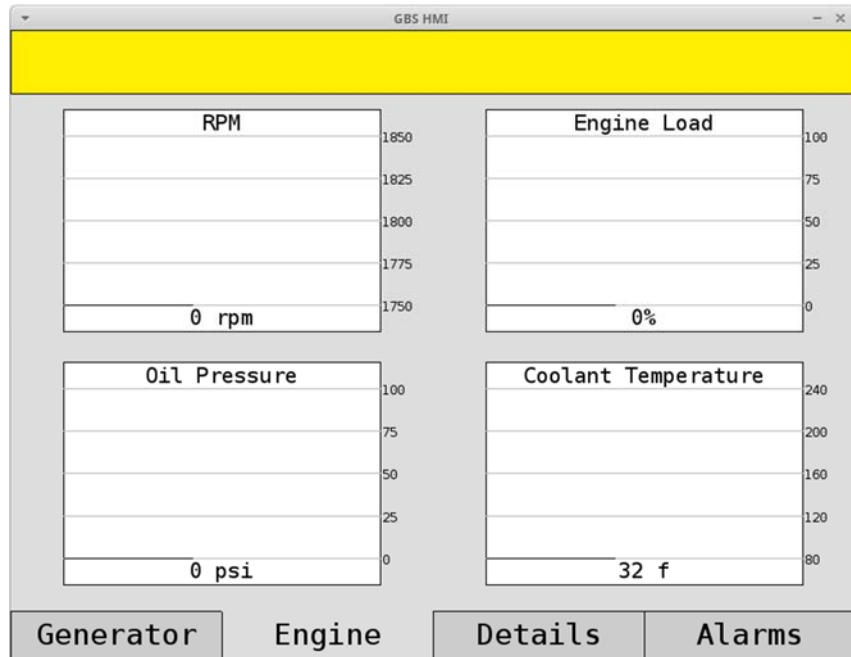 GBS HMI
RPM
1850
1825
1800
1775
1750
0 rpm
Engine Load
100
75
50
25
0
0%
Oil Pressure
100
75
50
25
0
0 psi
Coolant Temperature
240
200
160
120
80
32 f
Generator
Engine
Details
Alarms